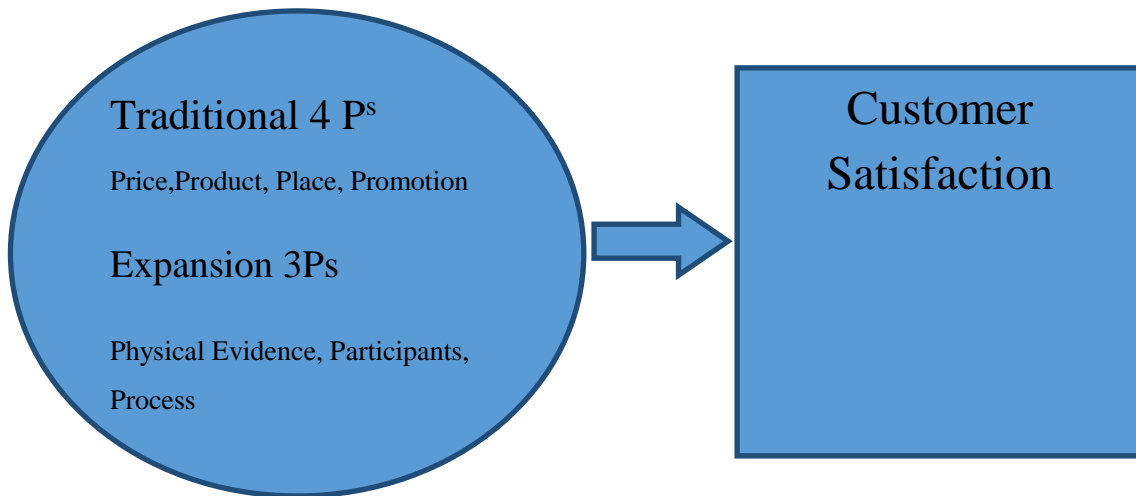 Traditional 4 Pˢ
Price,Product, Place, Promotion
Expansion 3Ps
Physical Evidence, Participants,
Process
Customer
Satisfaction